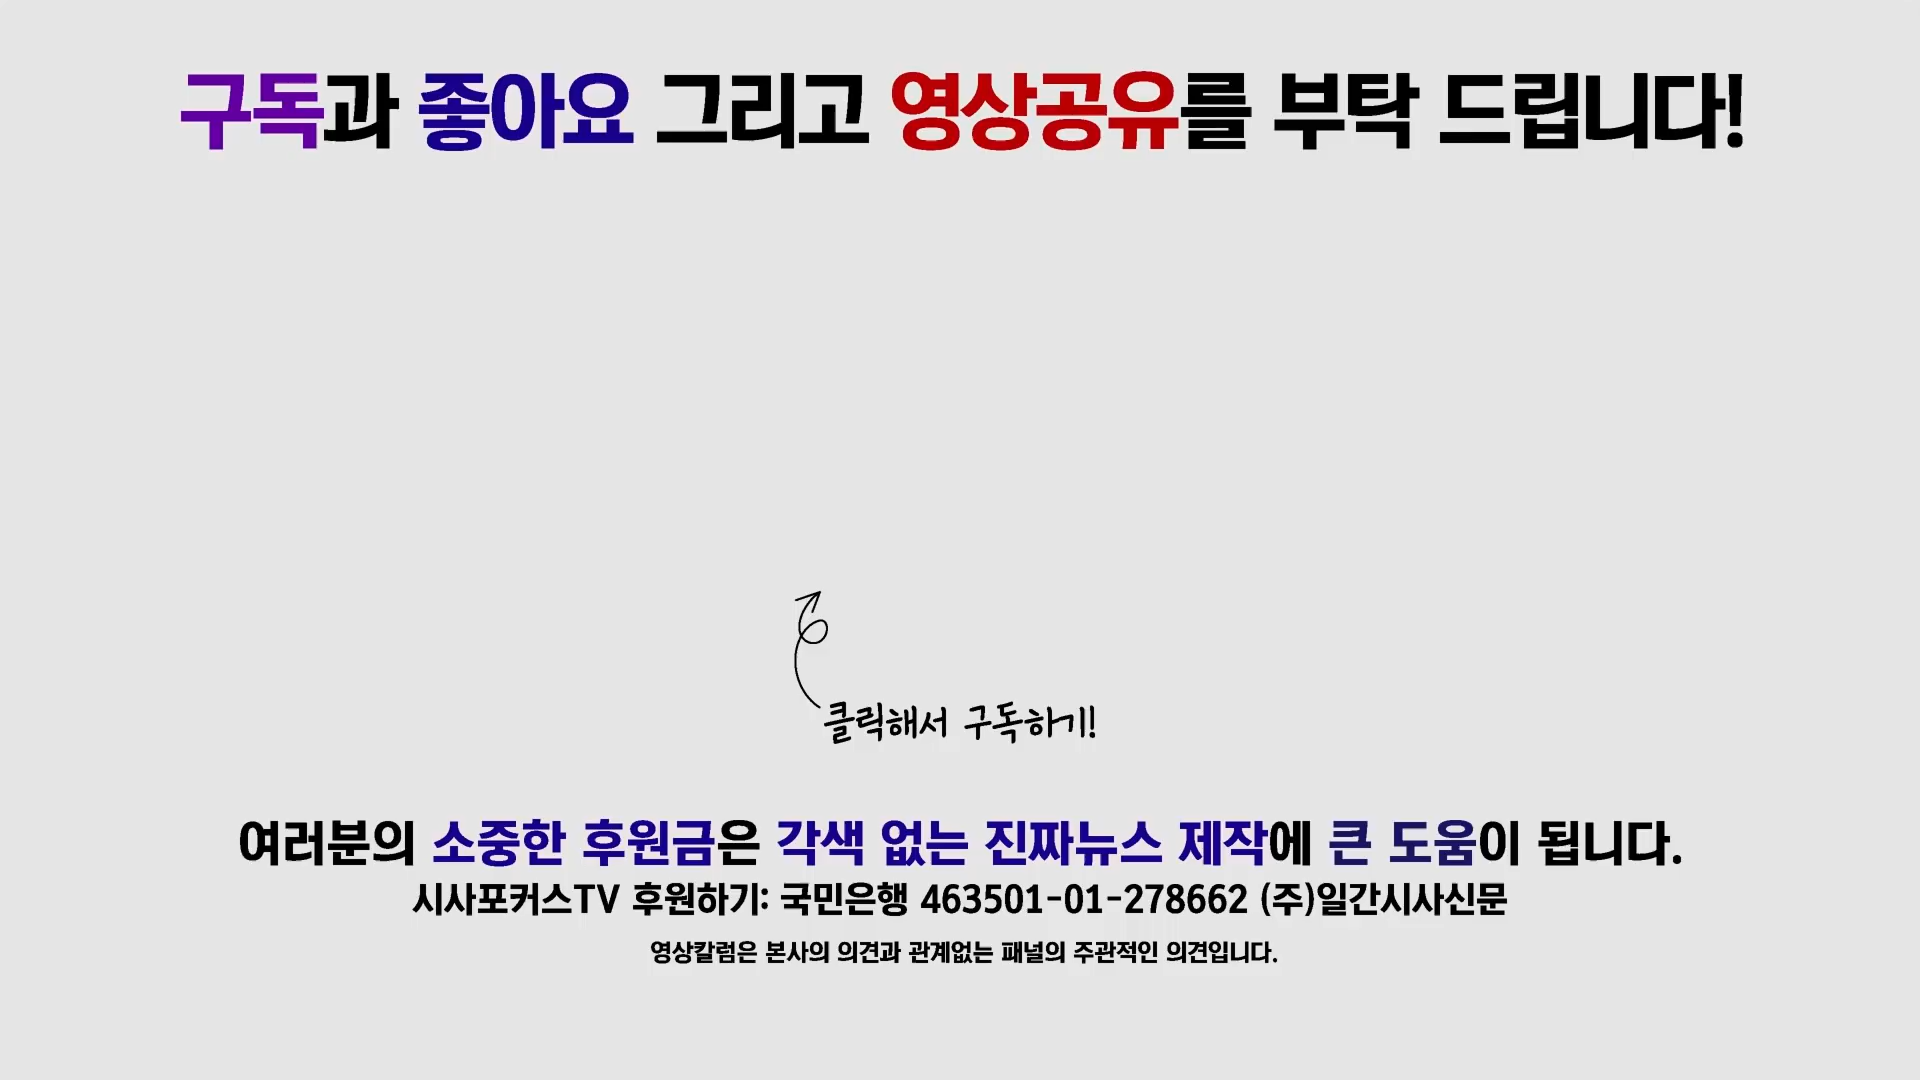 구독과 좋아요 그리고 영상공유를 부탁 드립니다!
클릭해서 구독하기!
여러분의 소중한 후원금은 각색 없는 진짜뉴스 제작에 큰 도움이 됩니다.
시사포커스TV 후원하기: 국민은행 463501-01-278662 (주)일간시사신문
영상칼럼은 본사의 의견과 관계없는 패널의 주관적인 의견입니다.